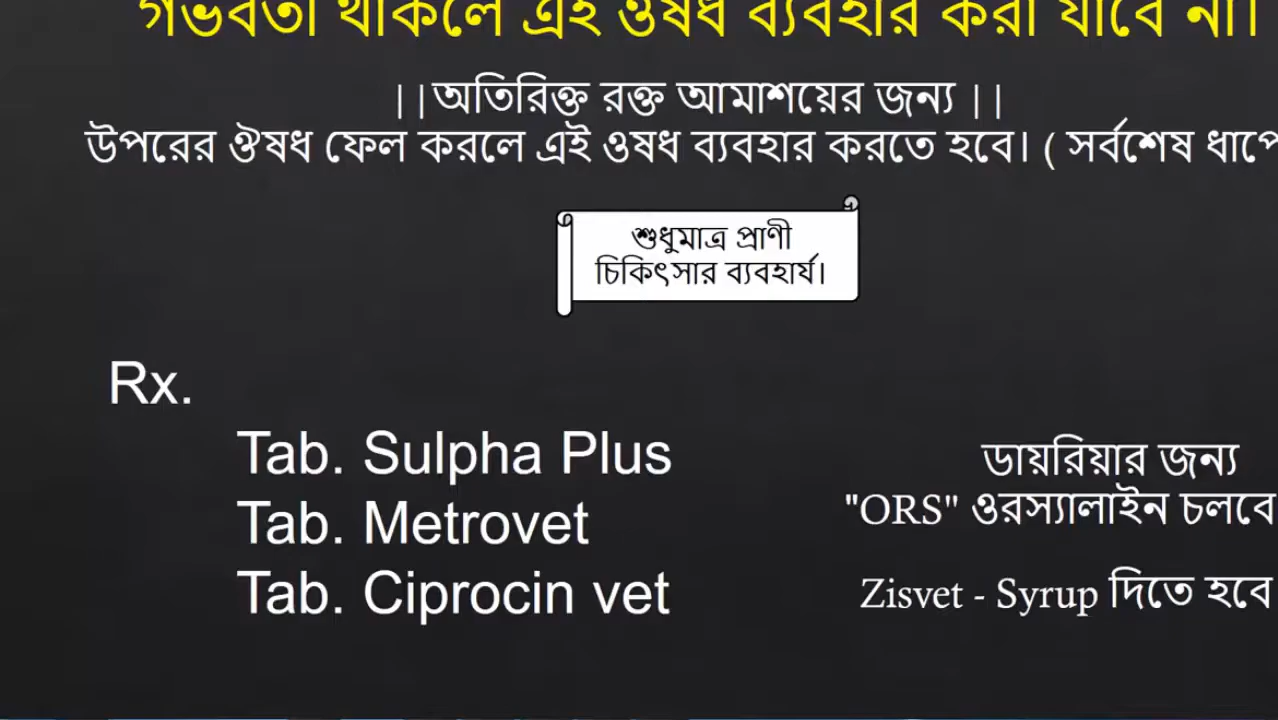 গর্ভবতী থাকলে এই ওষধ ব্যবহার করা যাবে না।
||অতিরিক্ত রক্ত আমাশয়ের জন্য ||
উপরের ঔষধ ফেল করলে এই ওষধ ব্যবহার করতে হবে। ( সর্বশেষ ধাপে
শুধুমাত্র প্রাণী
চিকিৎসার ব্যবহার্য।
Rx.
Tab. Sulpha Plus
Tab. Metrovet
Tab. Ciprocin vet
ডায়রিয়ার জন্য
"ORS" ওরস্যালাইন চলবে
Zisvet - Syrup দিতে হবে